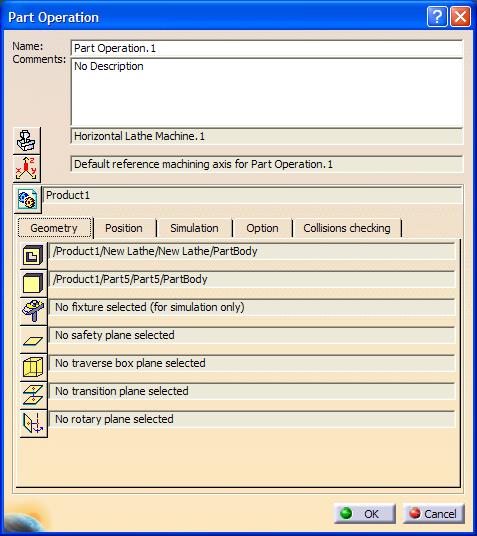 Part Operation
Name:
Part Operation.1
Comments:
No Description
Horizontal Lathe Machine.1
Default reference machining axis for Part Operation.1
Product1
Geometry Position Simulation Option Collisions checking
/Product1/New Lathe/New Lathe/PartBody
/Product1/Part5/Part5/PartBody
No fixture selected (for simulation only)
No safety plane selected
No traverse box plane selected
No transition plane selected
No rotary plane selected
OK Cancel